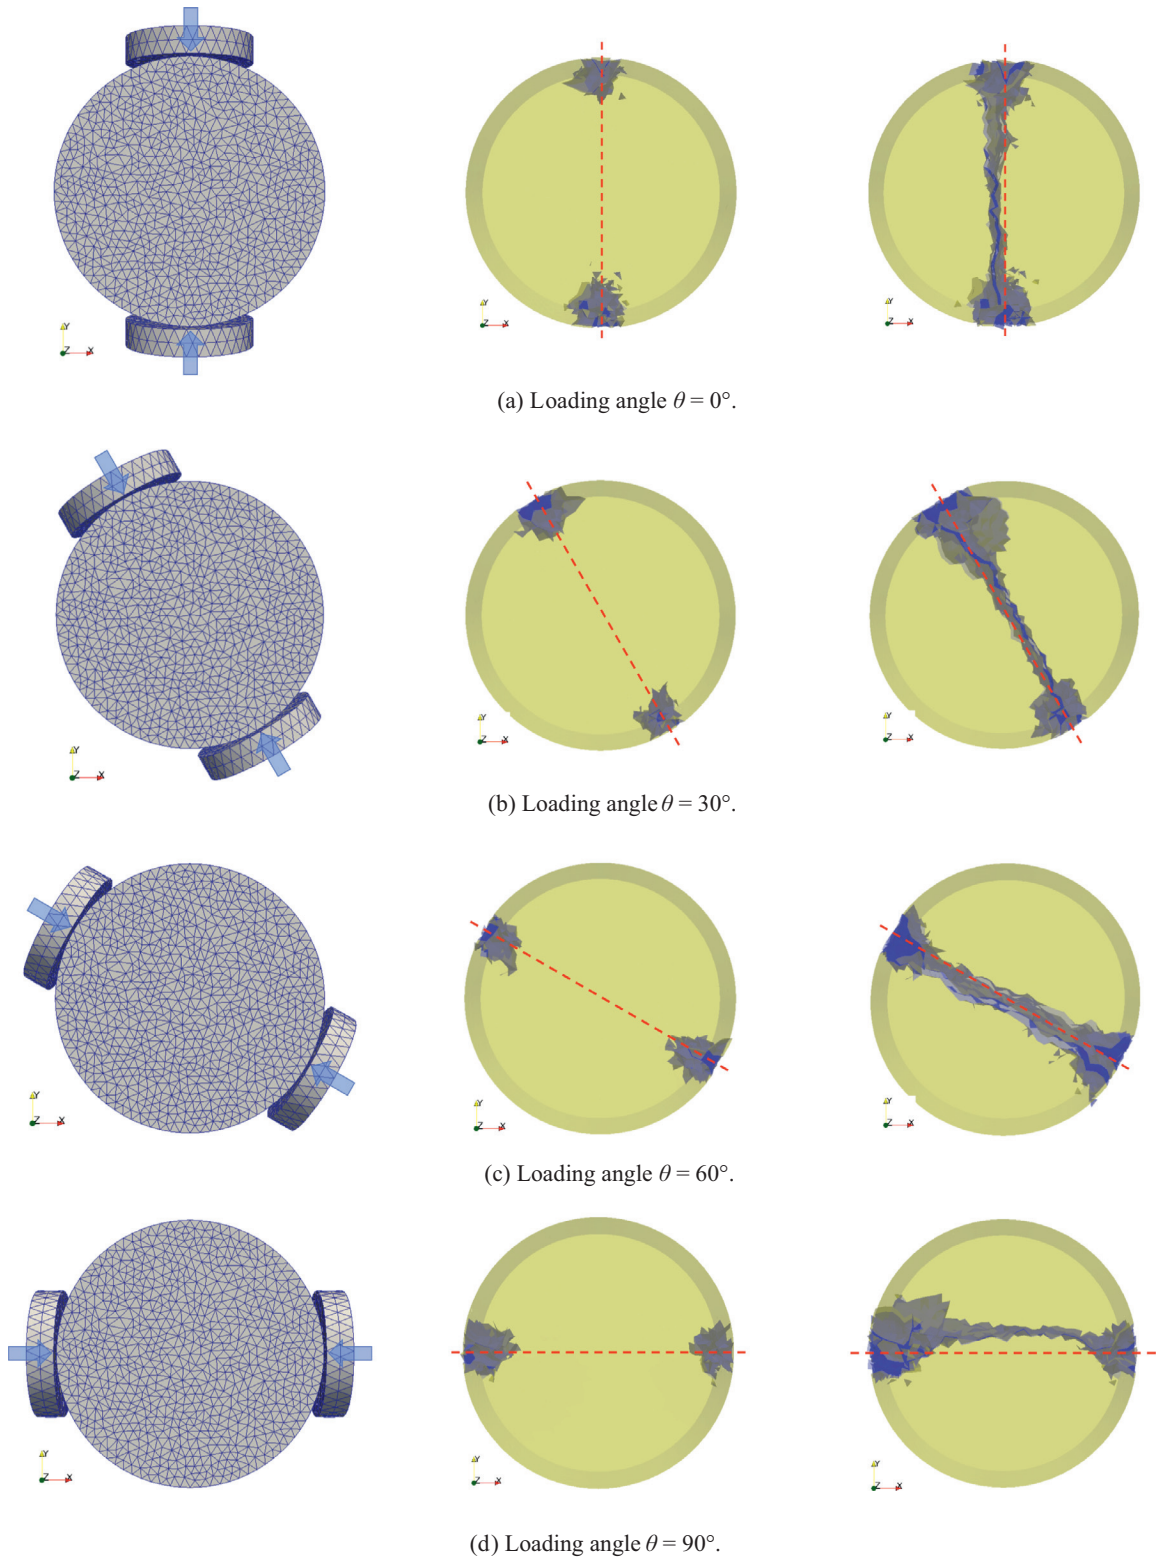 Y
Z
X
Y
Z
X
Y
Z
X
(a) Loading angle θ = 0°.
Y
Z
X
Y
Z
X
Y
Z
X
(b) Loading angle θ = 30°.
Y
Z
X
Y
Z
X
Y
Z
X
(c) Loading angle θ = 60°.
Y
Z
X
Y
Z
X
Y
Z
X
(d) Loading angle θ = 90°.